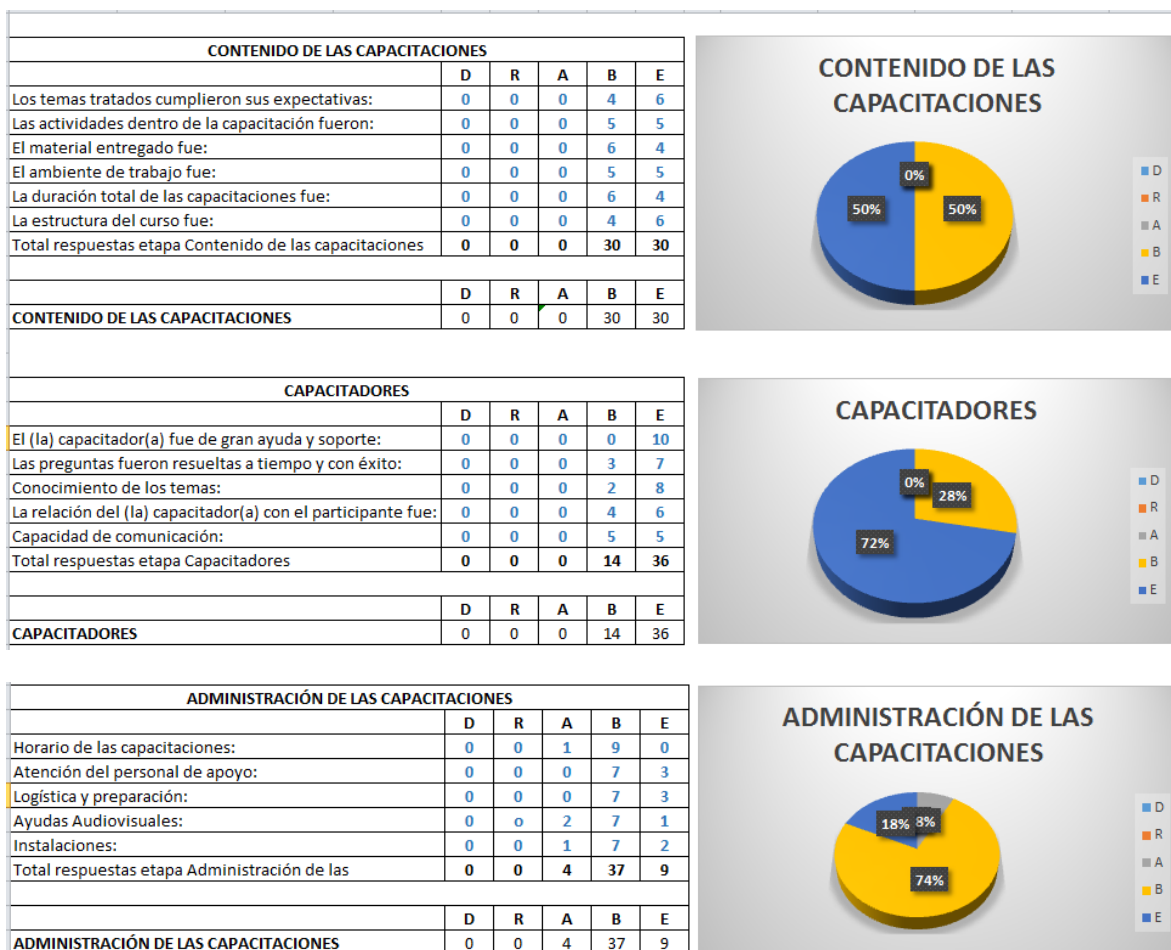 CONTENIDO DE LAS CAPACITACIONES
D R A B E
Los temas tratados cumplieron sus expectativas: 0 0 0 4 6
Las actividades dentro de la capacitación fueron: 0 0 0 5 5
El material entregado fue: 0 0 0 6 4
El ambiente de trabajo fue: 0 0 0 5 5
La duración total de las capacitaciones fue: 0 0 0 6 4
La estructura del curso fue: 0 0 0 4 6
Total respuestas etapa Contenido de las capacitaciones 0 0 0 30 30
D R A B E
CONTENIDO DE LAS CAPACITACIONES 0 0 0 30 30
CONTENIDO DE LAS
CAPACITACIONES
0%
50% 50%
D
R
A
B
E
CAPACITADORES
D R A B E
El (la) capacitador(a) fue de gran ayuda y soporte: 0 0 0 0 10
Las preguntas fueron resueltas a tiempo y con éxito: 0 0 0 3 7
Conocimiento de los temas: 0 0 0 2 8
La relación del (la) capacitador(a) con el participante fue: 0 0 0 4 6
Capacidad de comunicación: 0 0 0 5 5
Total respuestas etapa Capacitadores 0 0 0 14 36
D R A B E
CAPACITADORES 0 0 0 14 36
CAPACITADORES
0%
28%
72%
D
R
A
B
E
ADMINISTRACIÓN DE LAS CAPACITACIONES
D R A B E
Horario de las capacitaciones: 0 0 1 9 0
Atención del personal de apoyo: 0 0 0 7 3
Logística y preparación: 0 0 0 7 3
Ayudas Audiovisuales: 0 o 2 7 1
Instalaciones: 0 0 1 7 2
Total respuestas etapa Administración de las 0 0 4 37 9
D R A B E
ADMINISTRACIÓN DE LAS CAPACITACIONES 0 0 4 37 9
ADMINISTRACIÓN DE LAS
CAPACITACIONES
18% 8%
74%
D
R
A
B
E